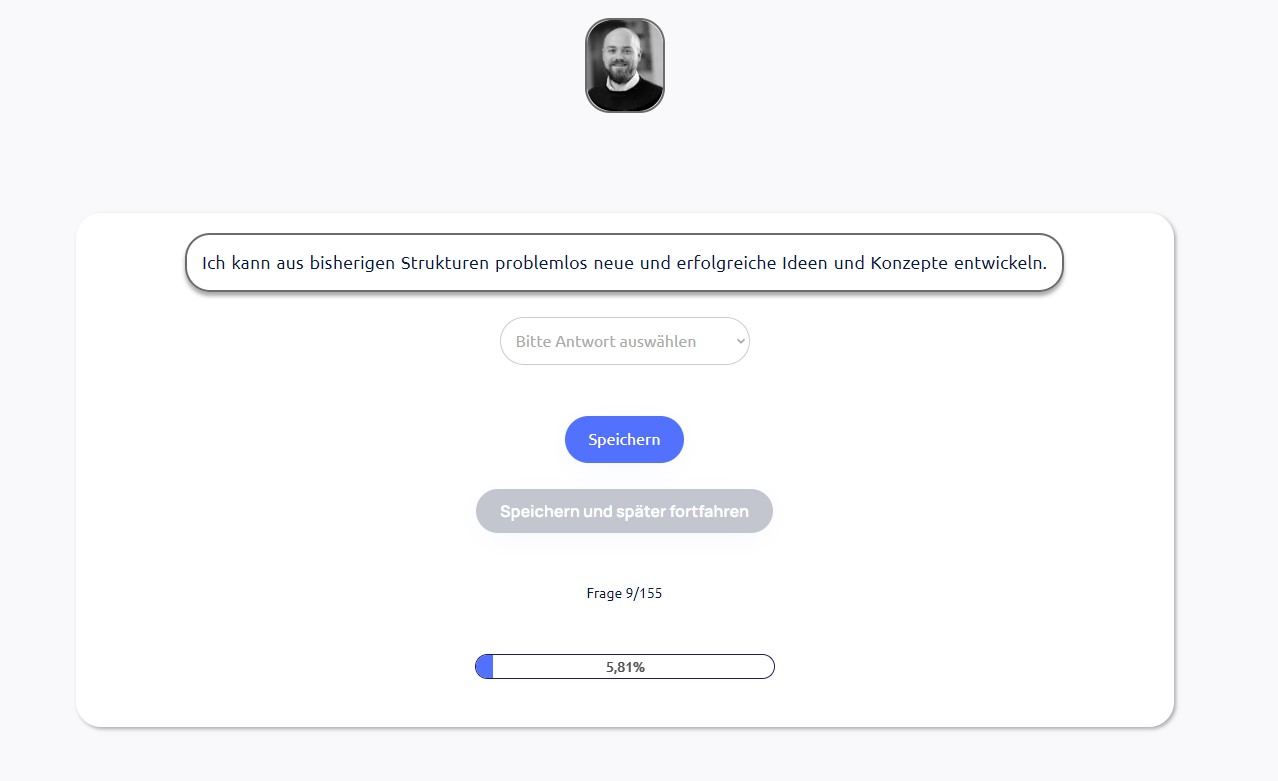 Ich kann aus bisherigen Strukturen problemlos neue und erfolgreiche Ideen und Konzepte entwickeln.
Bitte Antwort auswählen
Speichern
Speichern und später fortfahren
Frage 9/155
5,81%